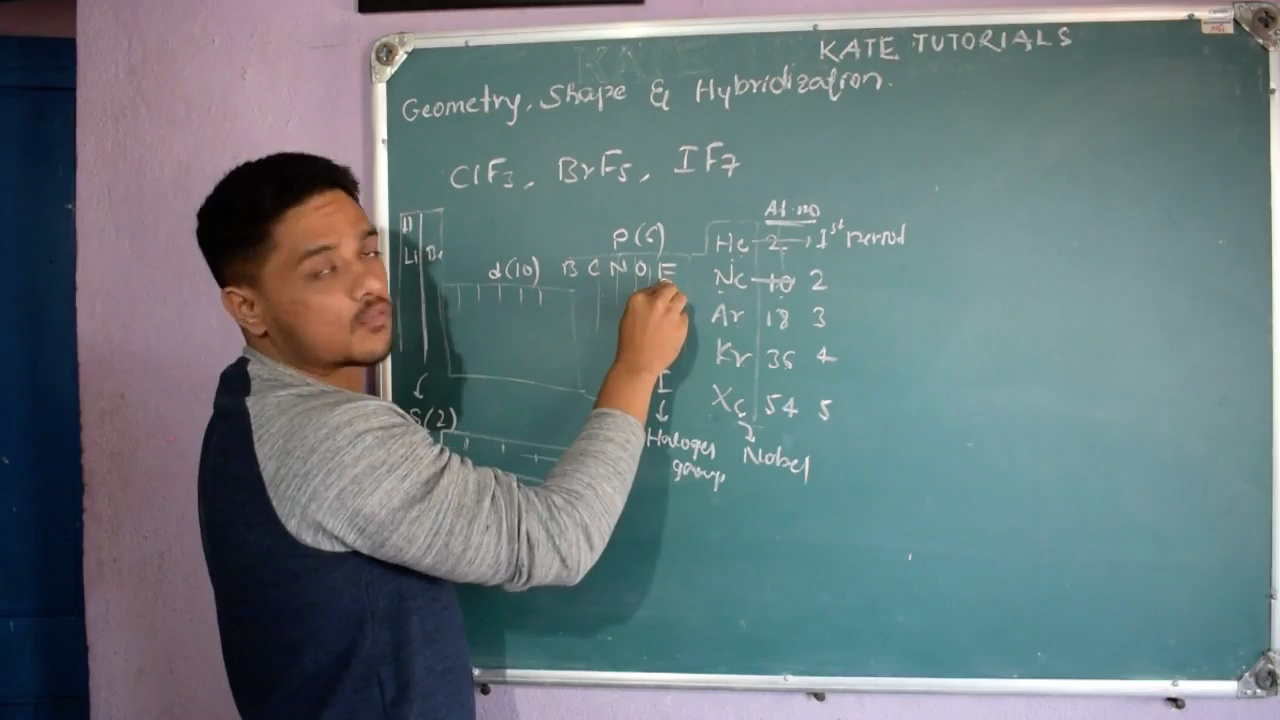 KATE TUTORIALS
Geometry, Shape & Hybridization.
ClF3, BrF5, IF7
At. no
H
P(6)
He 2 1st Period
Li Be
d(10)
B C N O F
Ne 10 2
Ar 18 3
Kr 36 4
I
Xe 54 5
S(2)
Halogen
group
Nobel